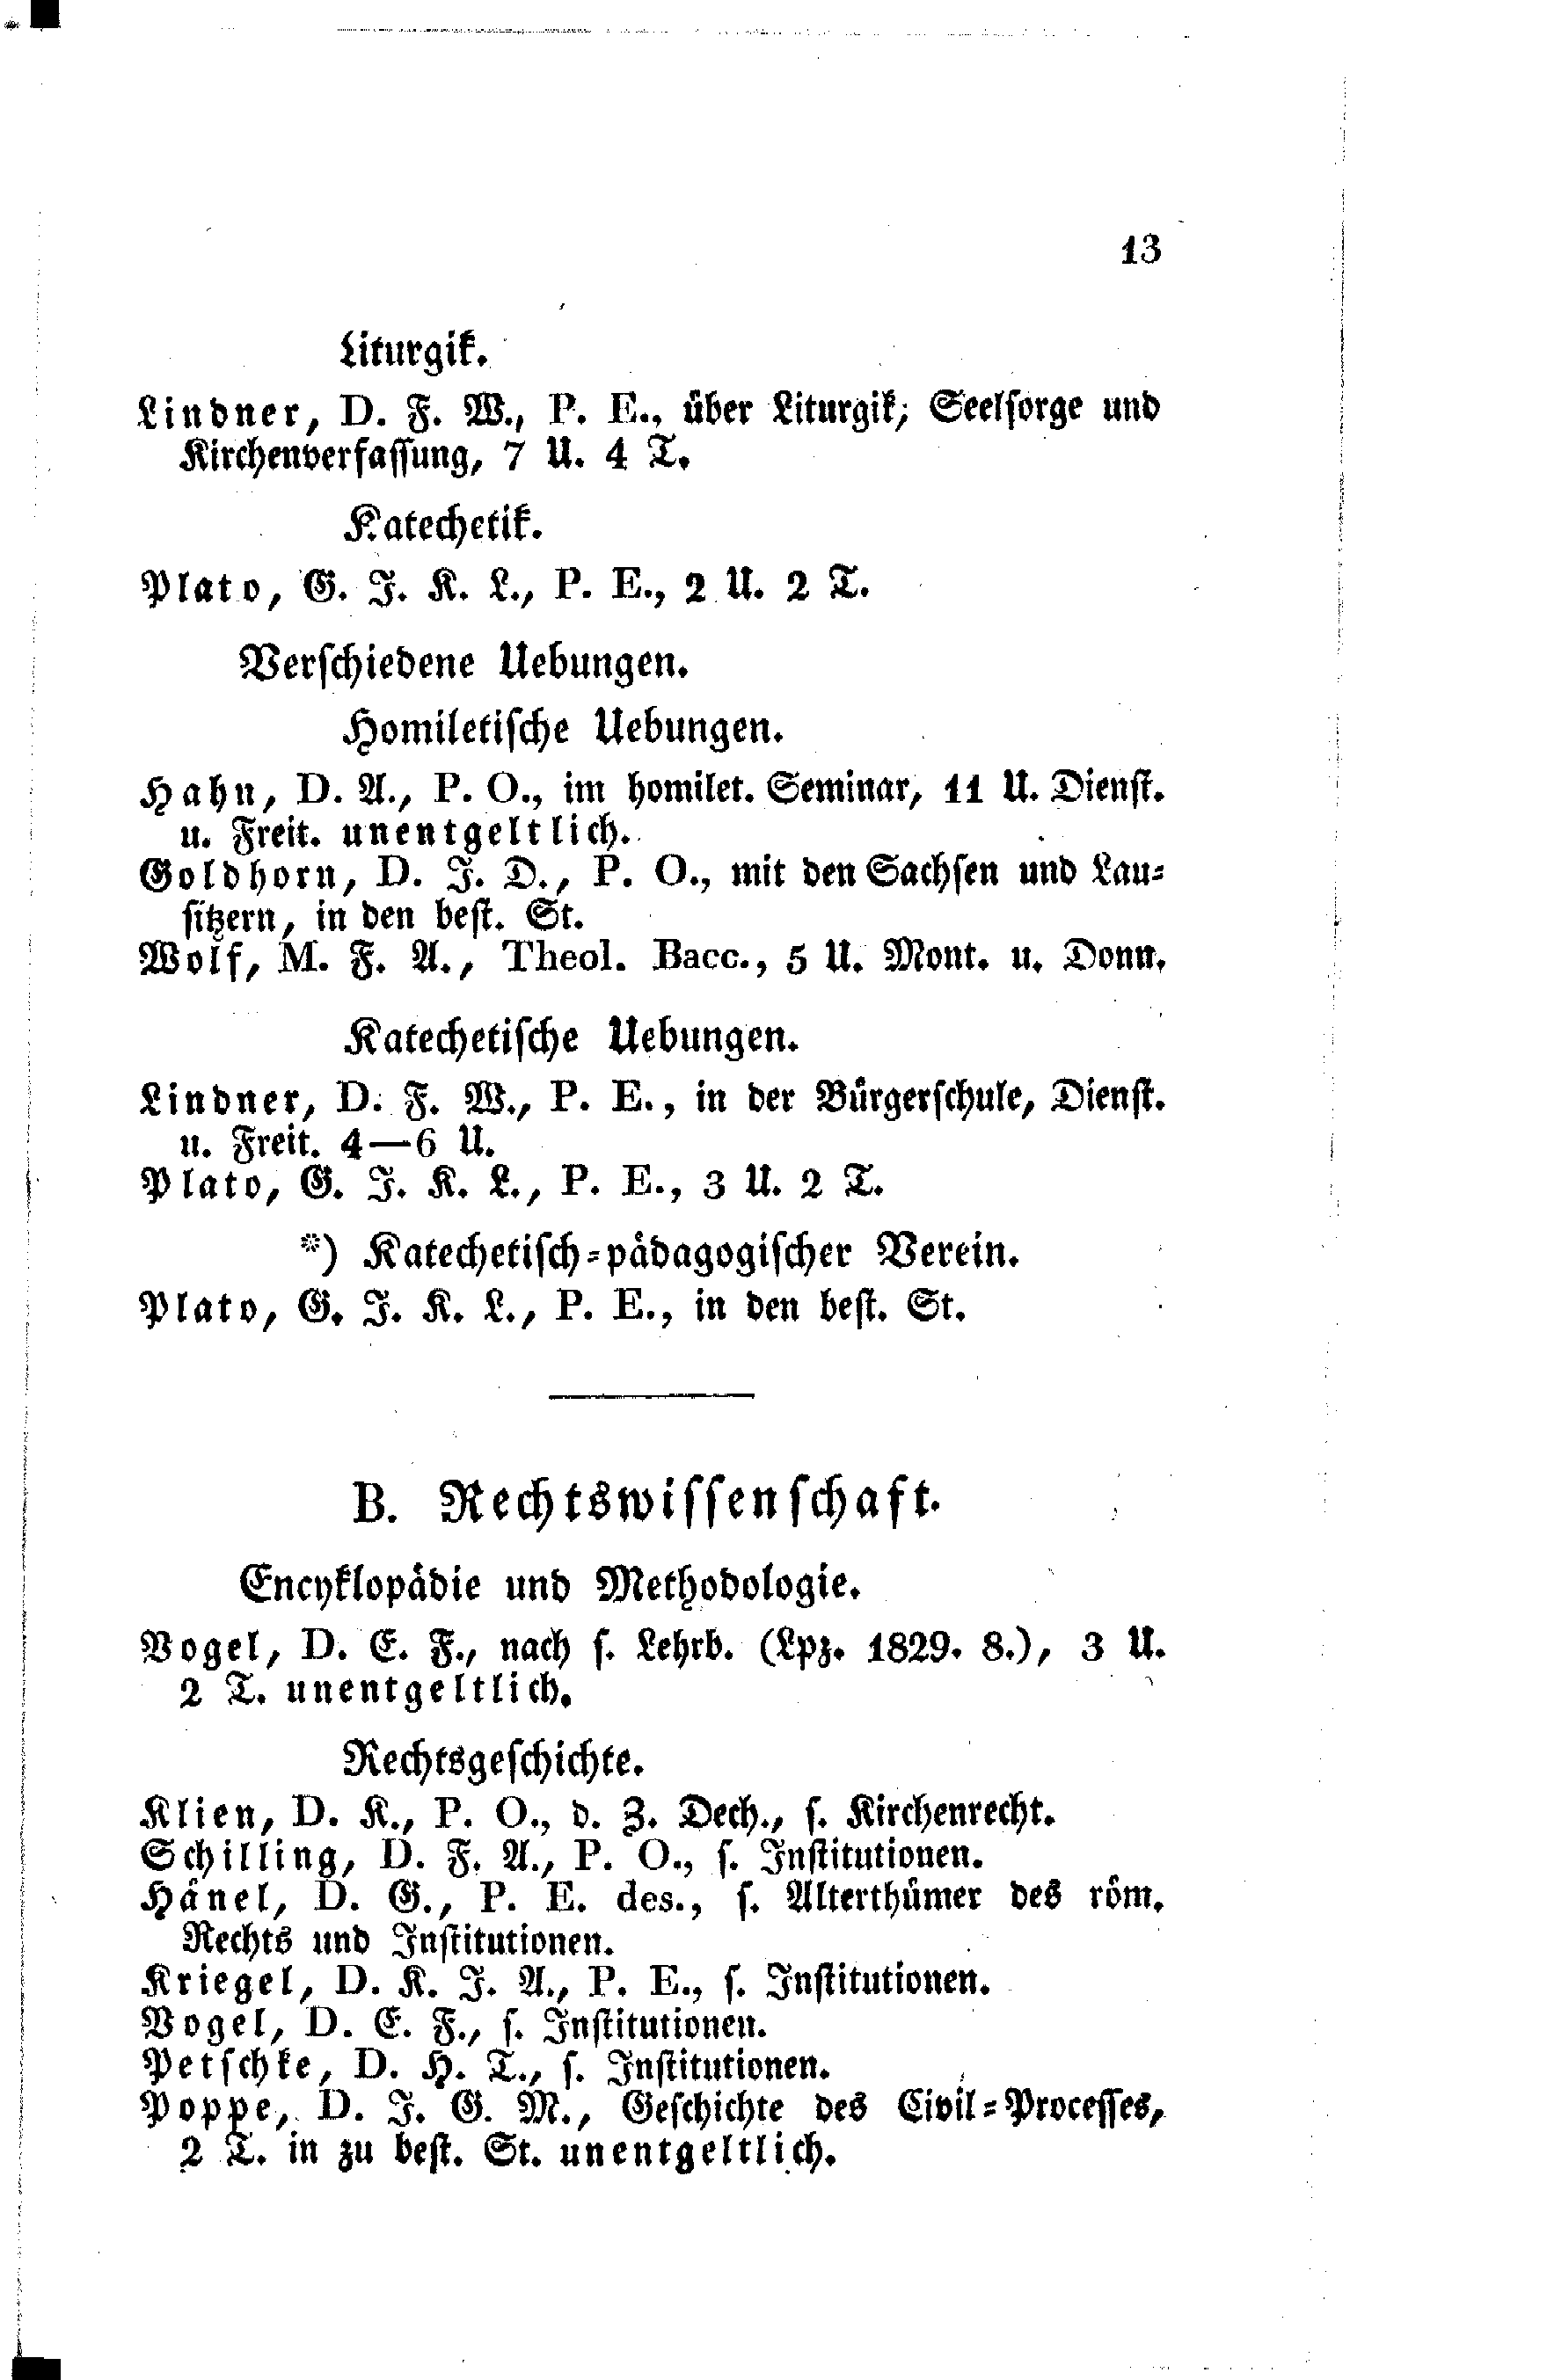 13
Liturgik.
Lindner, D. F. W., P. E., über Liturgik, Seelsorge und
Kirchenverfassung, 7 U. 4 T.
Katechetik.
Plato, G. J. K. L., P. E., 2 U. 2 T.
Verschiedene Uebungen.
Homiletische Uebungen.
Hahn, D. A., P. O., im homilet. Seminar, 11 U. Dienst.
u. Freit. unentgeltlich.
Goldhorn, D. J. D., P. O., mit den Sachsen und Lau-
sitzern, in den best. St.
Wolf, M. F. A., Theol. Bacc., 5 U. Mont. u. Donn.
Katechetische Uebungen.
Lindner, D. F. W., P. E., in der Bürgerschule, Dienst.
u. Freit. 4—6 U.
Plato, G. J. K. L., P. E., 3 U. 2 T.
*) Katechetisch-pädagogischer Verein.
Plato, G. J. K. L., P. E., in den best. St.
B. Rechtswissenschaft.
Encyklopädie und Methodologie.
Vogel, D. E. F., nach s. Lehrb. (Lpz. 1829. 8.), 3 U.
2 T. unentgeltlich.
Rechtsgeschichte.
Klien, D. K., P. O., d. Z. Dech., s. Kirchenrecht.
Schilling, D. F. A., P. O., s. Institutionen.
Hänel, D. G., P. E. des., s. Alterthümer des röm.
Rechts und Institutionen.
Kriegel, D. K. J. A., P. E., s. Institutionen.
Vogel, D. E. F., s. Institutionen.
Petschke, D. H. T., s. Institutionen.
Poppe, D. J. G. M., Geschichte des Civil-Processes,
2 T. in zu best. St. unentgeltlich.